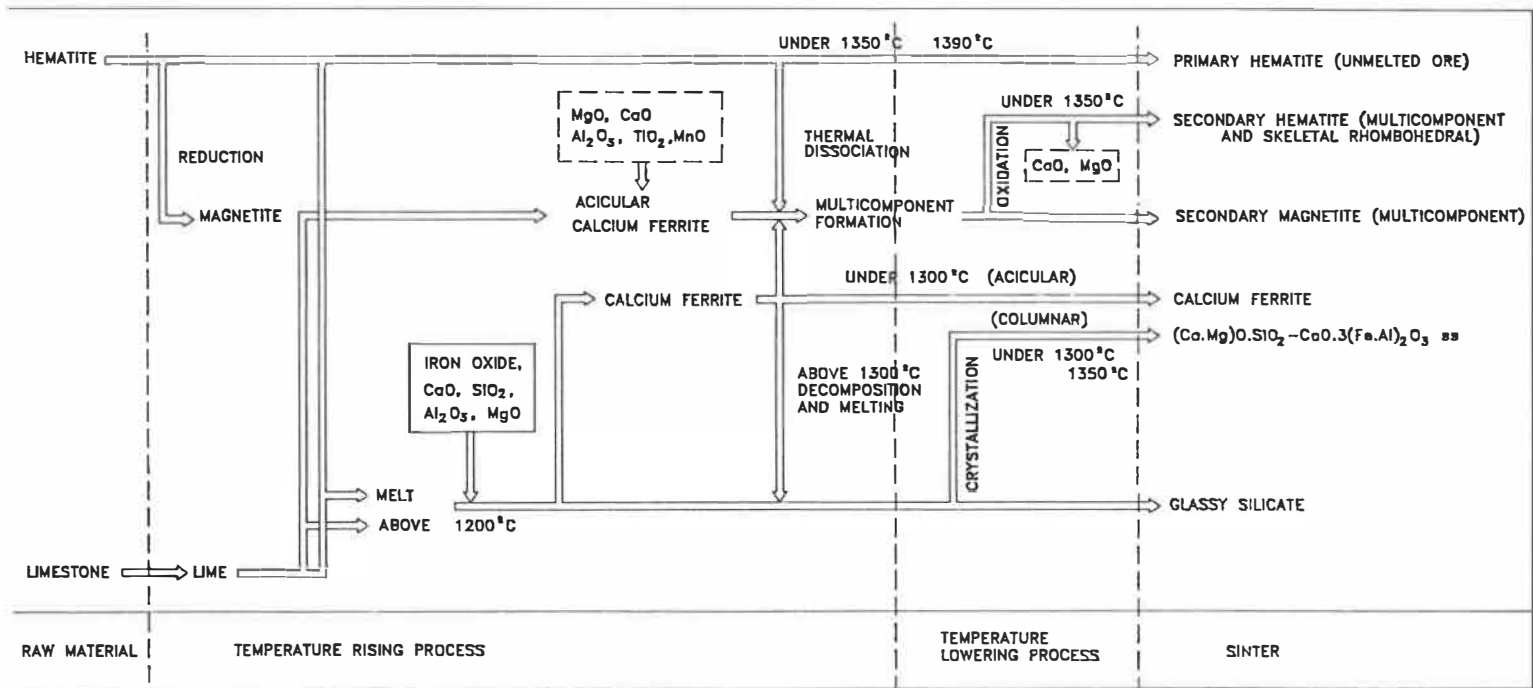 UNDER 1350°C 1390°C
HEMATITE
PRIMARY HEMATITE (UNMELTED ORE)
UNDER 1350°C
MgO, CaO
Al₂O₃, TiO₂,MnO
SECONDARY HEMATITE (MULTICOMPONENT
AND SKELETAL RHOMBOHEDRAL)
THERMAL
DISSOCIATION
REDUCTION
OXIDATION
CaO, MgO
ACICULAR
CALCIUM FERRITE
MAGNETITE
MULTICOMPONENT
FORMATION
SECONDARY MAGNETITE (MULTICOMPONENT)
UNDER 1300°C (ACICULAR)
CALCIUM FERRITE
CALCIUM FERRITE
(COLUMNAR)
(Ca.Mg)O.SiO₂-CaO.3(Fe.Al)₂O₃ ss
UNDER 1300°C
1350°C
IRON OXIDE,
CaO, SiO₂,
Al₂O₃, MgO
ABOVE 1300°C
DECOMPOSITION
AND MELTING
CRYSTALLIZATION
MELT
GLASSY SILICATE
ABOVE 1200°C
LIMESTONE
LIME
RAW MATERIAL
TEMPERATURE RISING PROCESS
TEMPERATURE
LOWERING PROCESS
SINTER